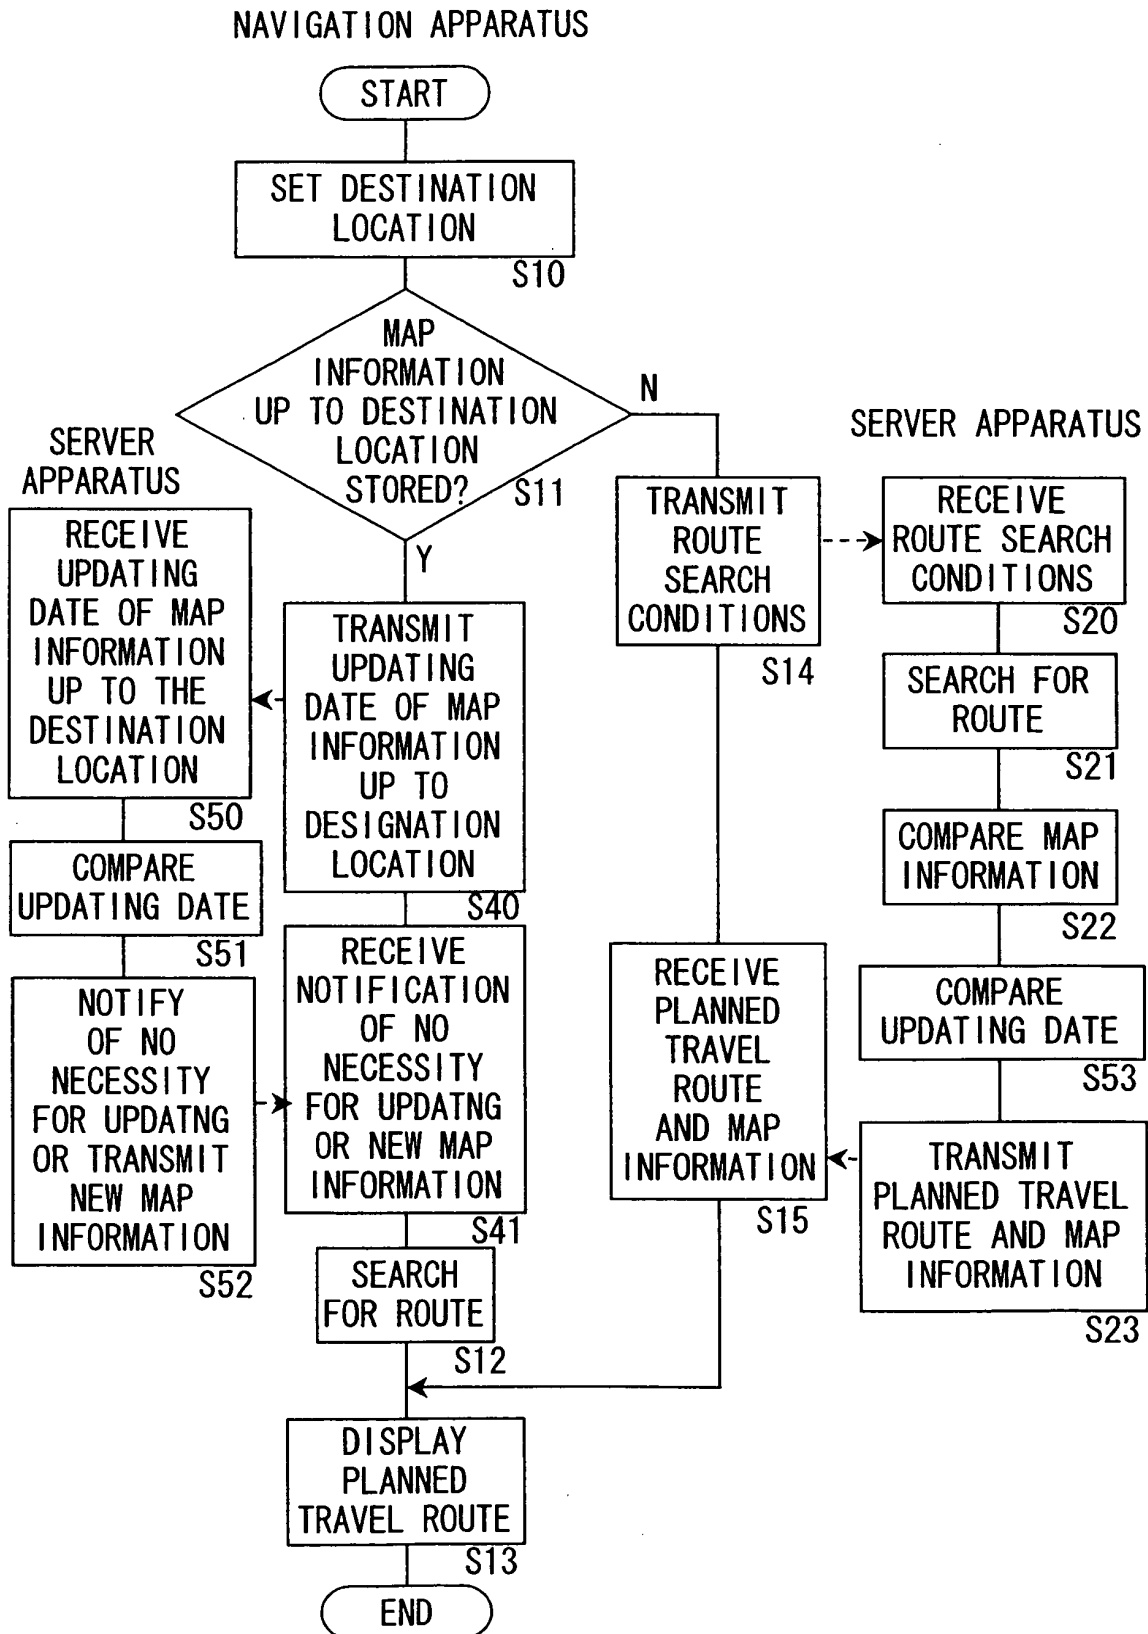 NAVIGATION APPARATUS
START
SET DESTINATION
LOCATION
S10
MAP
INFORMATION
UP TO DESTINATION
LOCATION
STORED?
S11
N
Y
SERVER
APPARATUS
RECEIVE
UPDATING
DATE OF MAP
INFORMATION
UP TO THE
DESTINATION
LOCATION
S50
COMPARE
UPDATING DATE
S51
NOTIFY
OF NO
NECESSITY
FOR UPDATNG
OR TRANSMIT
NEW MAP
INFORMATION
S52
TRANSMIT
UPDATING
DATE OF MAP
INFORMATION
UP TO
DESIGNATION
LOCATION
S40
RECEIVE
NOTIFICATION
OF NO
NECESSITY
FOR UPDATNG
OR NEW MAP
INFORMATION
S41
SEARCH
FOR ROUTE
S12
DISPLAY
PLANNED
TRAVEL ROUTE
S13
END
TRANSMIT
ROUTE
SEARCH
CONDITIONS
S14
RECEIVE
PLANNED
TRAVEL
ROUTE
AND MAP
INFORMATION
S15
SERVER APPARATUS
RECEIVE
ROUTE SEARCH
CONDITIONS
S20
SEARCH FOR
ROUTE
S21
COMPARE MAP
INFORMATION
S22
COMPARE
UPDATING DATE
S53
TRANSMIT
PLANNED TRAVEL
ROUTE AND MAP
INFORMATION
S23